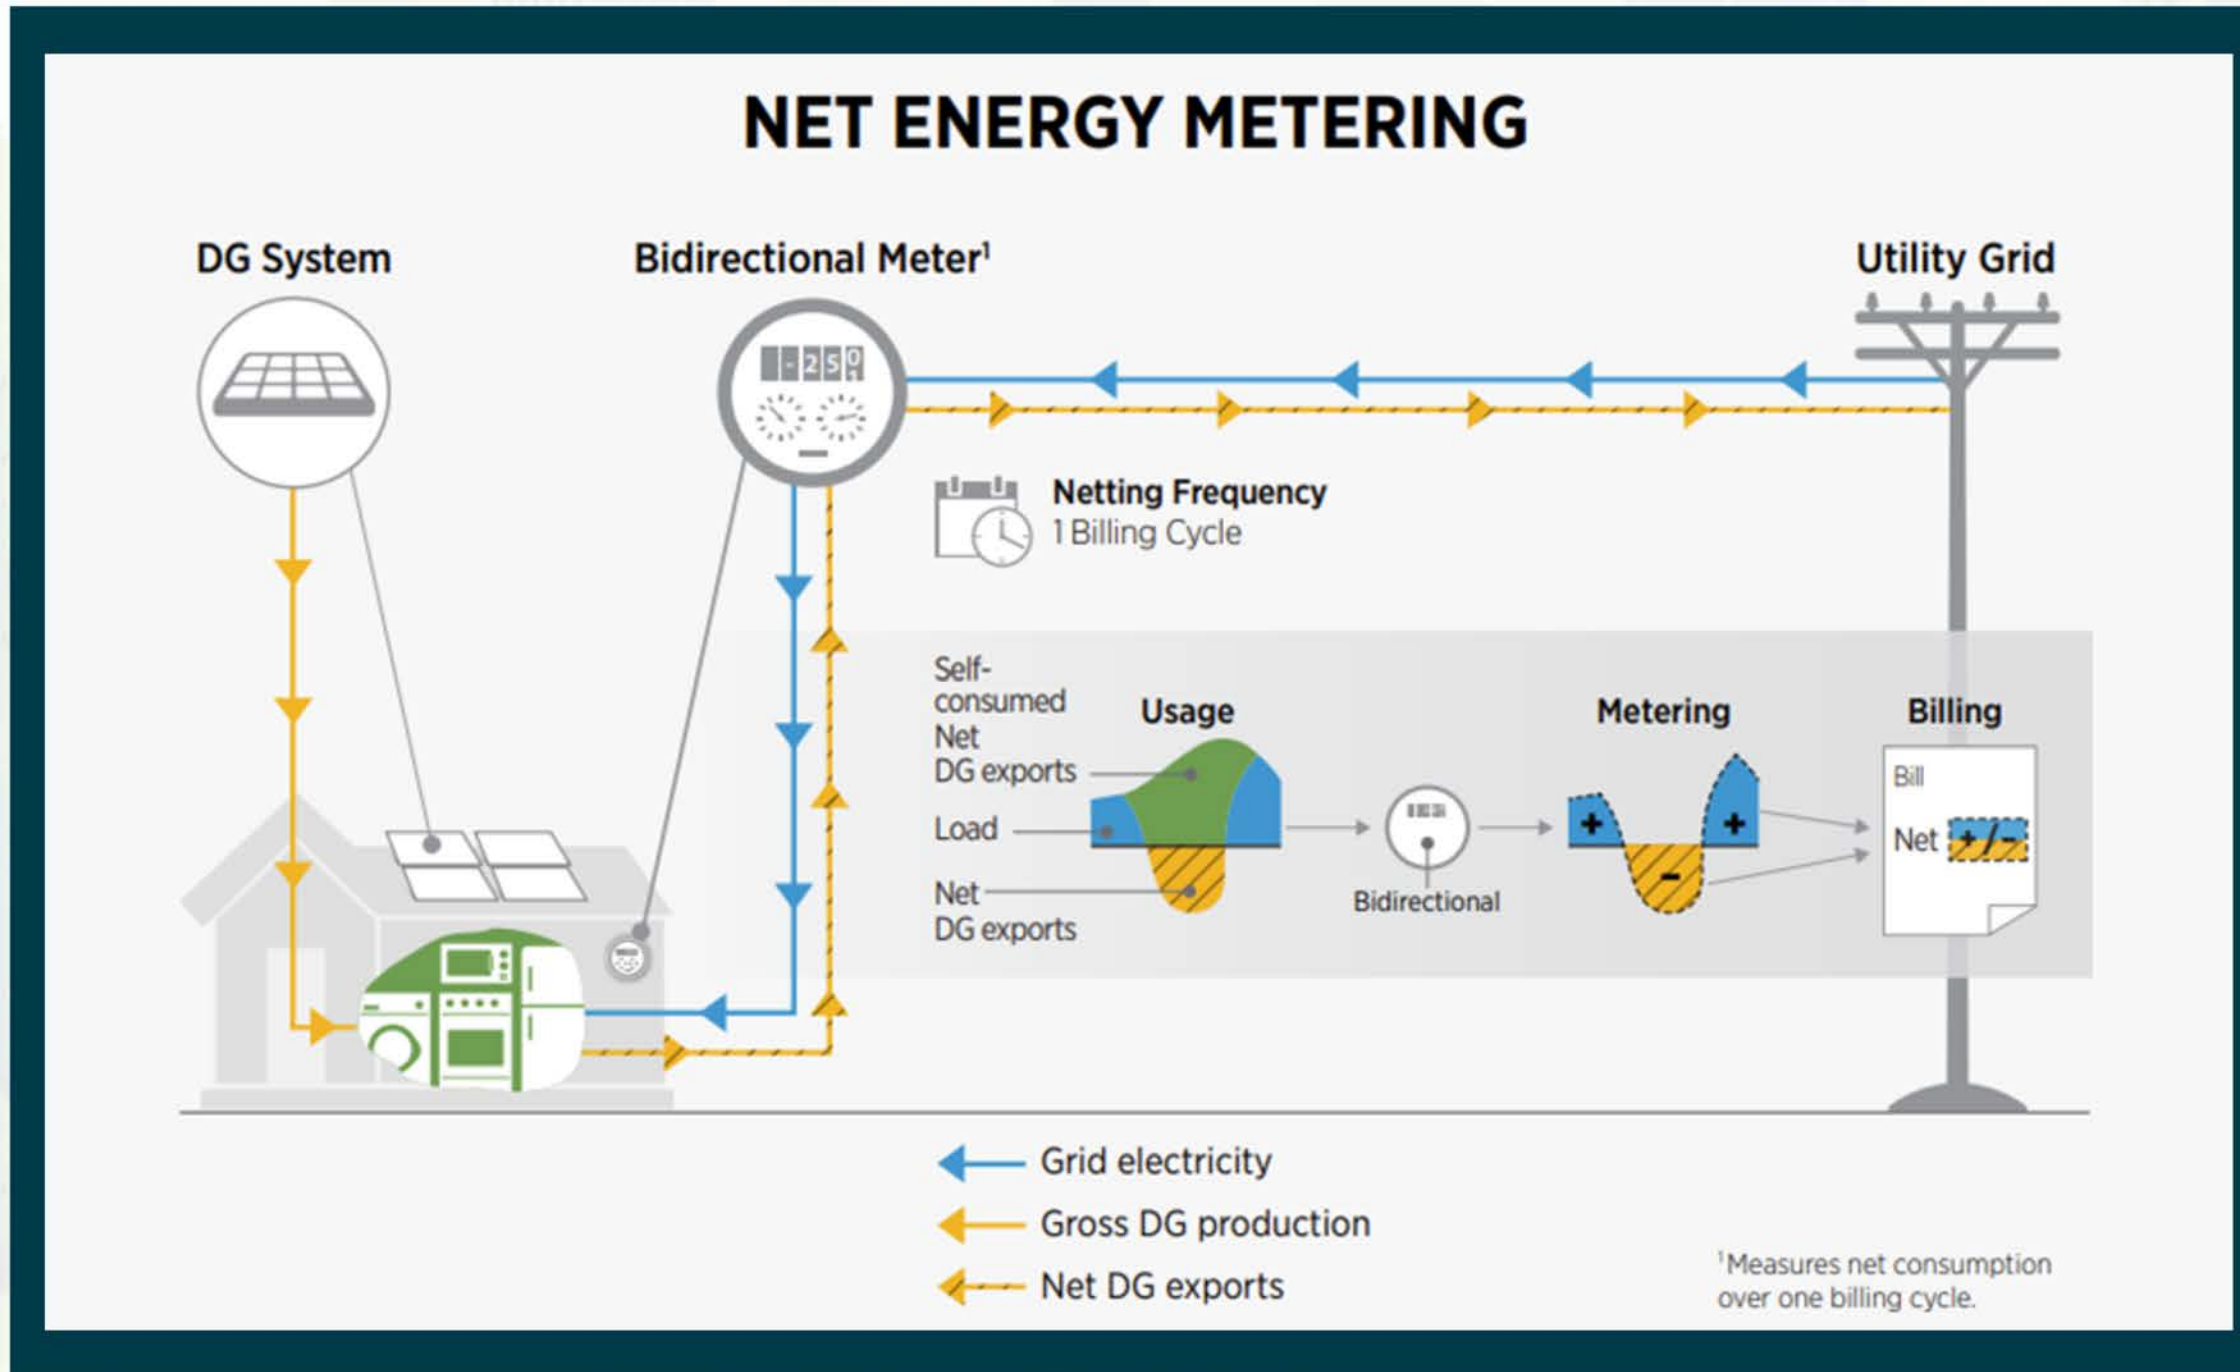 NET ENERGY METERING
DG System
Bidirectional Meter¹
Utility Grid
-250
1
Netting Frequency
1 Billing Cycle
Self-
consumed
Net
DG exports
Load
Net
DG exports
Usage
Bidirectional
Metering
+
-
+
Billing
Bill
Net +/-
Grid electricity
Gross DG production
Net DG exports
¹Measures net consumption
over one billing cycle.